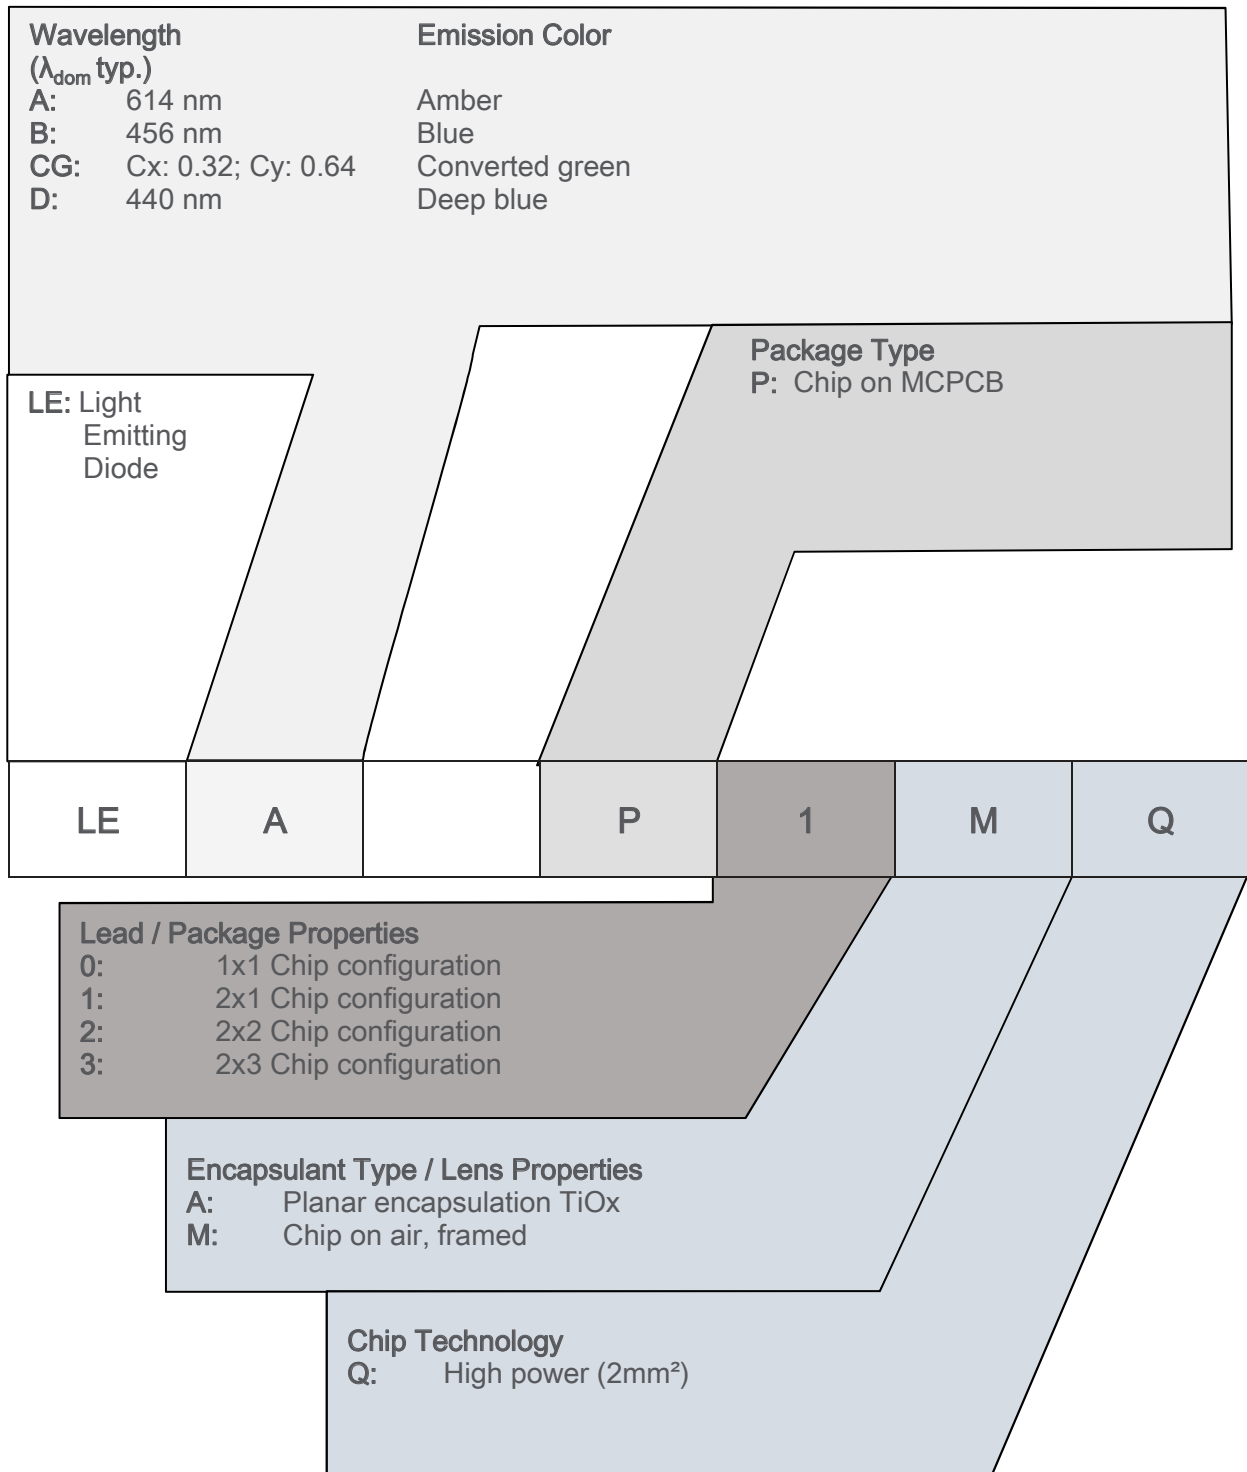 Wavelength Emission Color
(λdom typ.)
A: 614 nm Amber
B: 456 nm Blue
CG: Cx: 0.32; Cy: 0.64 Converted green
D: 440 nm Deep blue
Package Type
P: Chip on MCPCB
LE: Light
Emitting
Diode
LE A P 1 M Q
Lead / Package Properties
0: 1x1 Chip configuration
1: 2x1 Chip configuration
2: 2x2 Chip configuration
3: 2x3 Chip configuration
Encapsulant Type / Lens Properties
A: Planar encapsulation TiOx
M: Chip on air, framed
Chip Technology
Q: High power (2mm²)